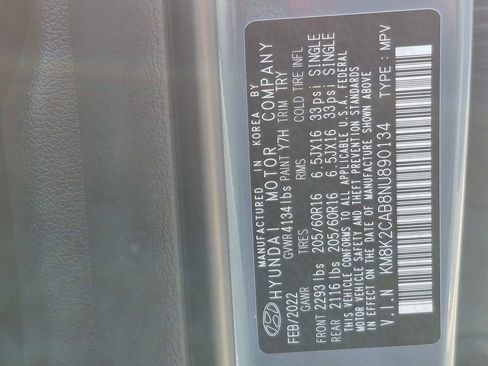 MANUFACTURED IN KOREA BY
HYUNDAI MOTOR COMPANY
FEB/2022 GVWR 4134 lbs PAINT Y7H TRIM TRY
GAWR TIRES RIMS COLD TIRE INFL
FRONT 2293 lbs 205/60R16 6.5JX16 33psi SINGLE
REAR 2116 lbs 205/60R16 6.5JX16 33psi SINGLE
THIS VEHICLE CONFORMS TO ALL APPLICABLE U.S.A. FEDERAL
MOTOR VEHICLE SAFETY AND THEFT PREVENTION STANDARDS
IN EFFECT ON THE DATE OF MANUFACTURE SHOWN ABOVE.
V.I.N KM8K2CAB8NU890134 TYPE : MPV